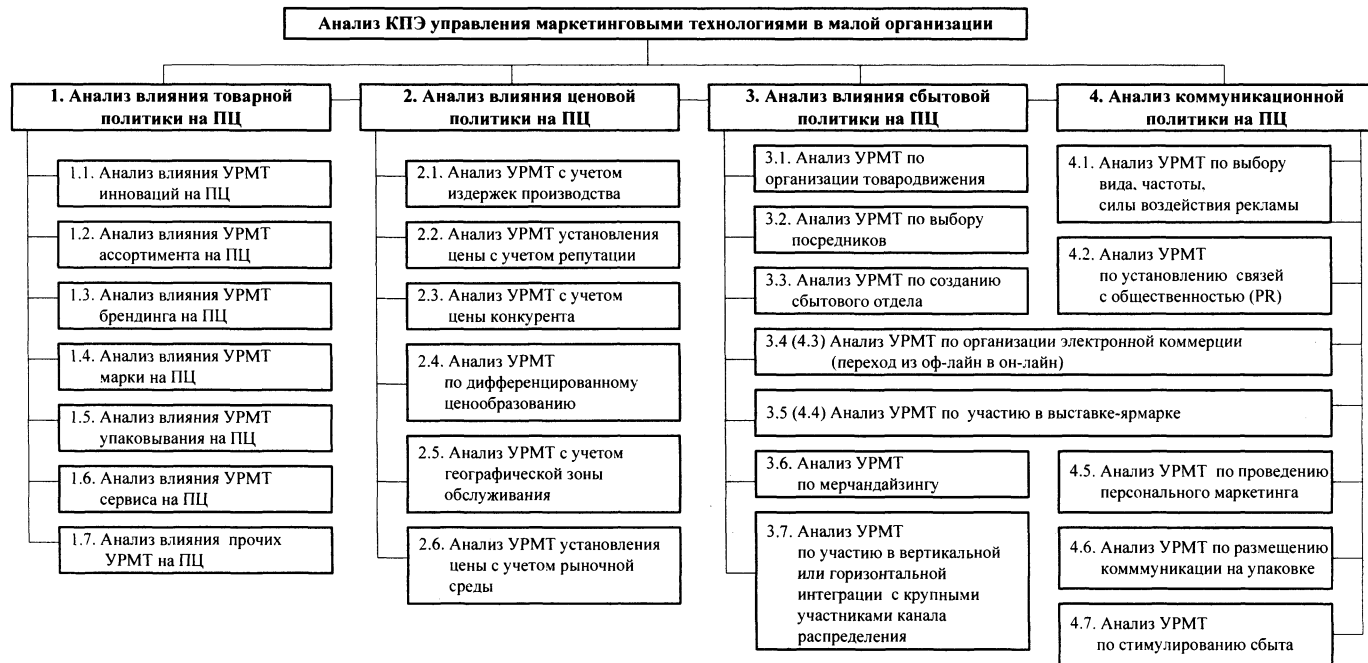 Анализ КПЭ управления маркетинговыми технологиями в малой организации
1. Анализ влияния товарной
политики на ПЦ
1.1. Анализ влияния УРМТ
инноваций на ПЦ
1.2. Анализ влияния УРМТ
ассортимента на ПЦ
1.3. Анализ влияния УРМТ
брендинга на ПЦ
1.4. Анализ влияния УРМТ
марки на ПЦ
1.5. Анализ влияния УРМТ
упаковывания на ПЦ
1.6. Анализ влияния УРМТ
сервиса на ПЦ
1.7. Анализ влияния прочих
УРМТ на ПЦ
2. Анализ влияния ценовой
политики на ПЦ
2.1. Анализ УРМТ с учетом
издержек производства
2.2. Анализ УРМТ установления
цены с учетом репутации
2.3. Анализ УРМТ с учетом
цены конкурента
2.4. Анализ УРМТ
по дифференцированному
ценообразованию
2.5. Анализ УРМТ с учетом
географической зоны
обслуживания
2.6. Анализ УРМТ установления
цены с учетом рыночной
среды
3. Анализ влияния сбытовой
политики на ПЦ
3.1. Анализ УРМТ по
организации товародвижения
3.2. Анализ УРМТ по выбору
посредников
3.3. Анализ УРМТ по созданию
сбытового отдела
3.4 (4.3) Анализ УРМТ по организации электронной коммерции
(переход из оф-лайн в он-лайн)
3.5 (4.4) Анализ УРМТ по участию в выставке-ярмарке
3.6. Анализ УРМТ
по мерчандайзингу
3.7. Анализ УРМТ
по участию в вертикальной
или горизонтальной
интеграции с крупными
участниками канала
распределения
4. Анализ коммуникационной
политики на ПЦ
4.1. Анализ УРМТ по выбору
вида, частоты,
силы воздействия рекламы
4.2. Анализ УРМТ
по установлению связей
с общественностью (PR)
4.5. Анализ УРМТ по проведению
персонального маркетинга
4.6. Анализ УРМТ по размещению
комммуникации на упаковке
4.7. Анализ УРМТ
по стимулированию сбыта